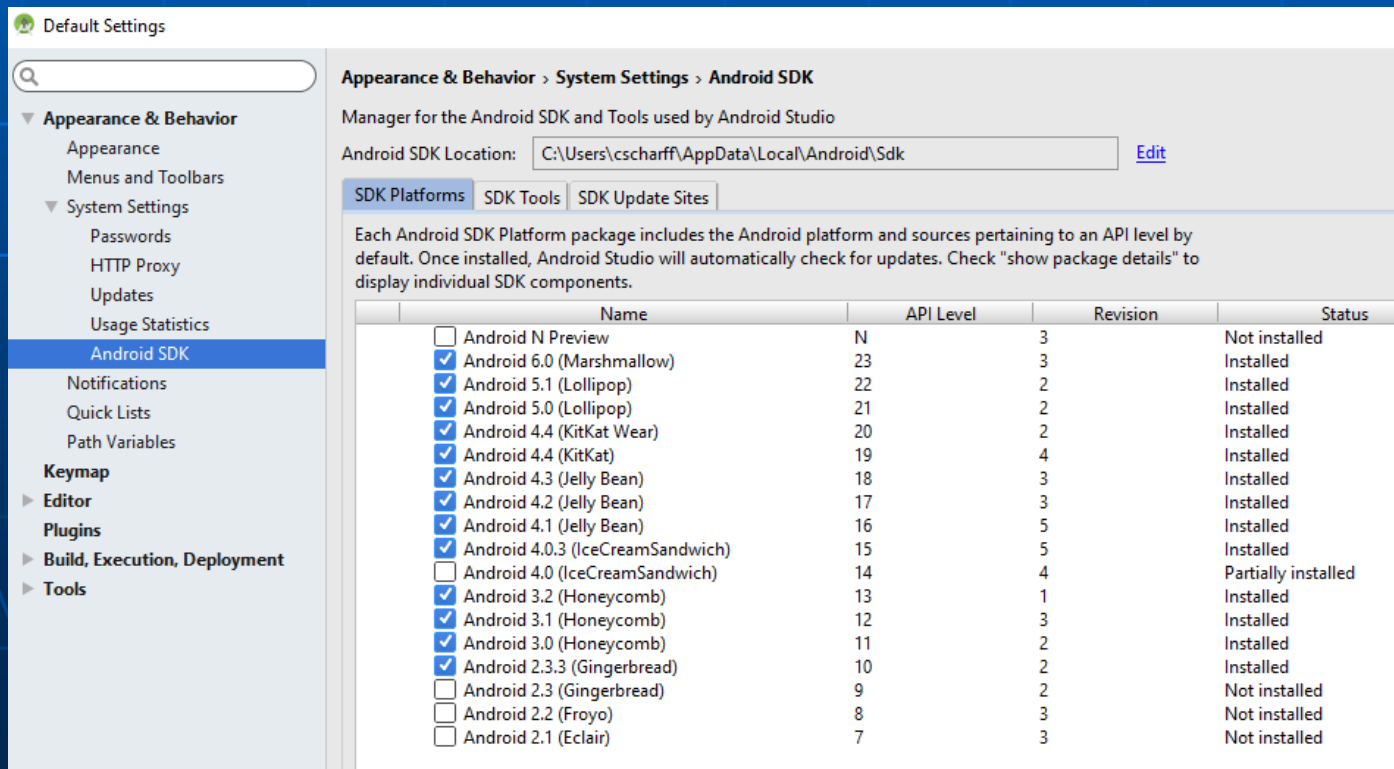 Default Settings
Appearance & Behavior
Appearance
Menus and Toolbars
System Settings
Passwords
HTTP Proxy
Updates
Usage Statistics
Android SDK
Notifications
Quick Lists
Path Variables
Keymap
Editor
Plugins
Build, Execution, Deployment
Tools
Appearance & Behavior › System Settings › Android SDK
Manager for the Android SDK and Tools used by Android Studio
Android SDK Location: C:\Users\cscharff\AppData\Local\Android\Sdk Edit
SDK Platforms SDK Tools SDK Update Sites
Each Android SDK Platform package includes the Android platform and sources pertaining to an API level by
default. Once installed, Android Studio will automatically check for updates. Check "show package details" to
display individual SDK components.
Name API Level Revision Status
Android N Preview N 3 Not installed
Android 6.0 (Marshmallow) 23 3 Installed
Android 5.1 (Lollipop) 22 2 Installed
Android 5.0 (Lollipop) 21 2 Installed
Android 4.4 (KitKat Wear) 20 2 Installed
Android 4.4 (KitKat) 19 4 Installed
Android 4.3 (Jelly Bean) 18 3 Installed
Android 4.2 (Jelly Bean) 17 3 Installed
Android 4.1 (Jelly Bean) 16 5 Installed
Android 4.0.3 (IceCreamSandwich) 15 5 Installed
Android 4.0 (IceCreamSandwich) 14 4 Partially installed
Android 3.2 (Honeycomb) 13 1 Installed
Android 3.1 (Honeycomb) 12 3 Installed
Android 3.0 (Honeycomb) 11 2 Installed
Android 2.3.3 (Gingerbread) 10 2 Installed
Android 2.3 (Gingerbread) 9 2 Not installed
Android 2.2 (Froyo) 8 3 Not installed
Android 2.1 (Eclair) 7 3 Not installed